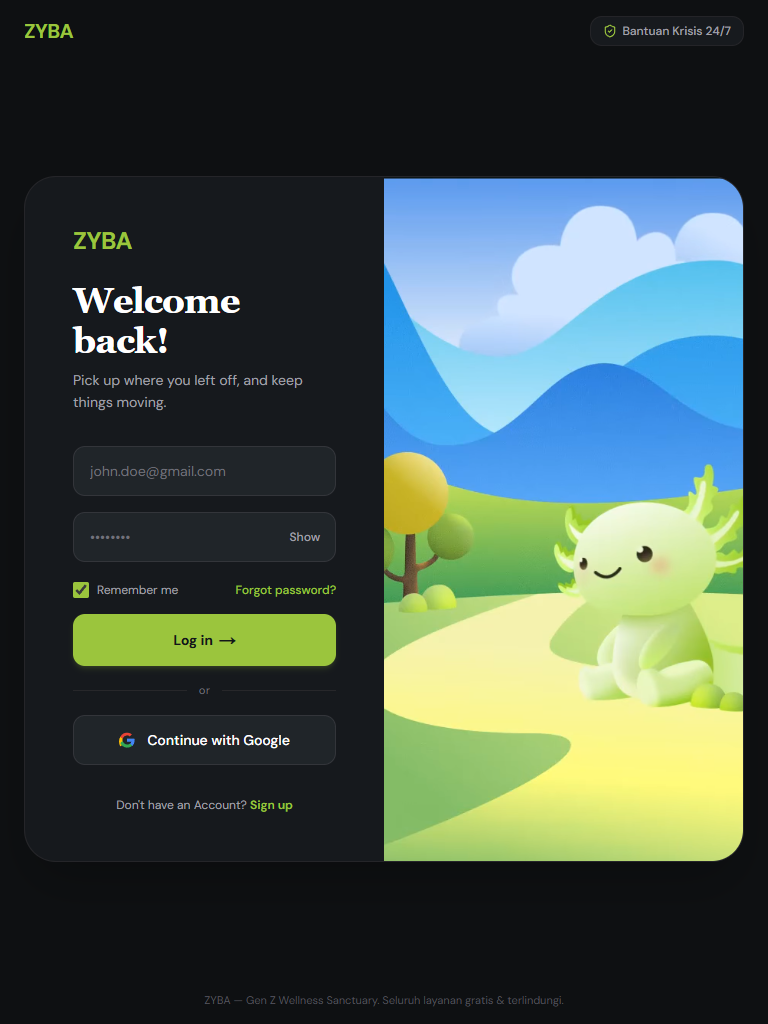 ZYBA
Bantuan Krisis 24/7
ZYBA
Welcome
back!
Pick up where you left off, and keep
things moving.
john.doe@gmail.com
•••••••• Show
Remember me Forgot password?
Log in →
or
Continue with Google
Don't have an Account? Sign up
ZYBA — Gen Z Wellness Sanctuary. Seluruh layanan gratis & terlindungi.